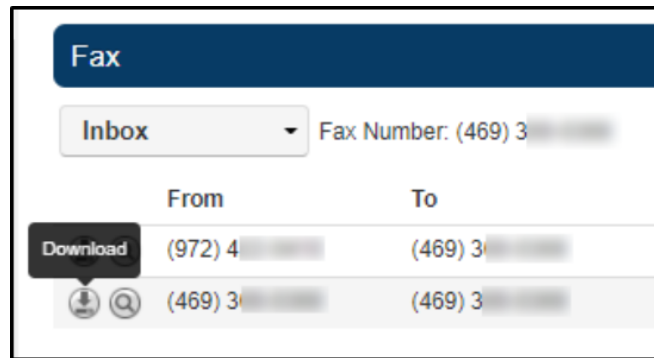 Fax
Inbox Fax Number: (469) 3
From To
Download (972) 4 (469) 3
(469) 3 (469) 3